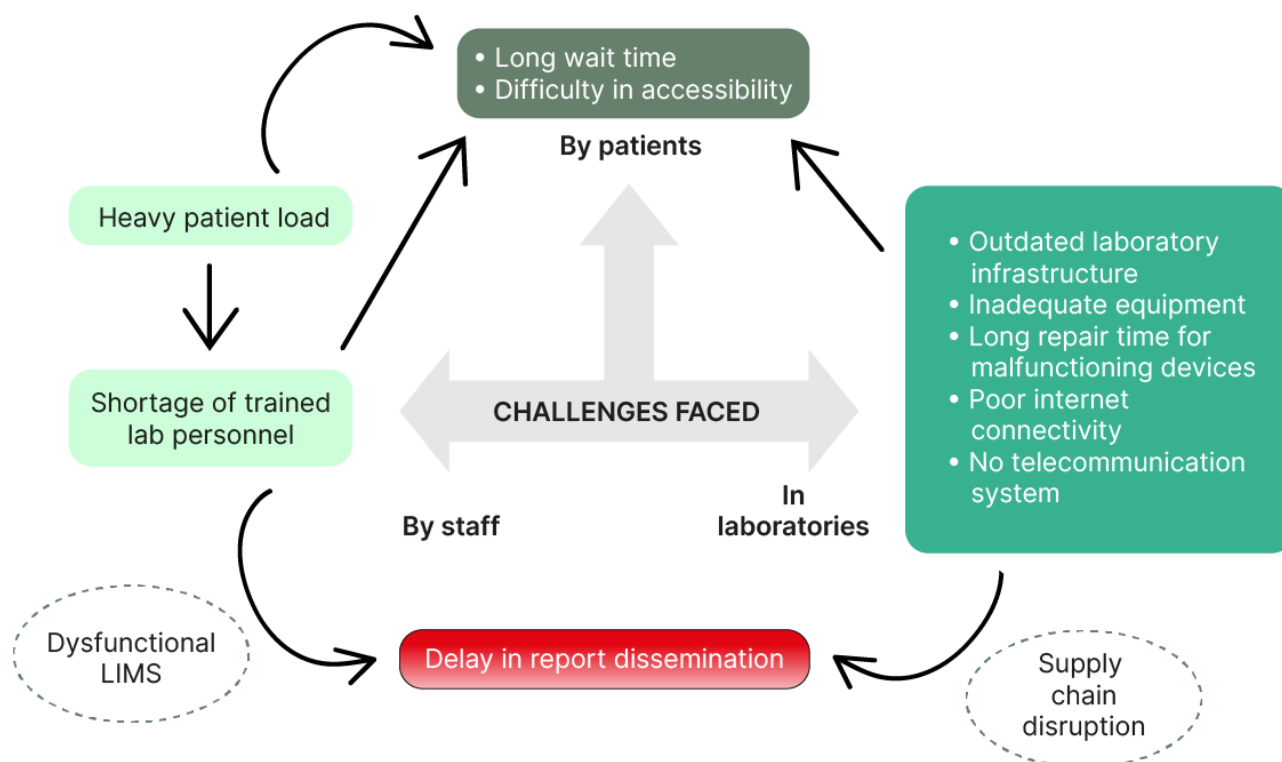 • Long wait time
• Difficulty in accessibility
By patients
Heavy patient load
Shortage of trained
lab personnel
CHALLENGES FACED
By staff
In
laboratories
• Outdated laboratory
infrastructure
• Inadequate equipment
• Long repair time for
malfunctioning devices
• Poor internet
connectivity
• No telecommunication
system
Dysfunctional
LIMS
Delay in report dissemination
Supply
chain
disruption